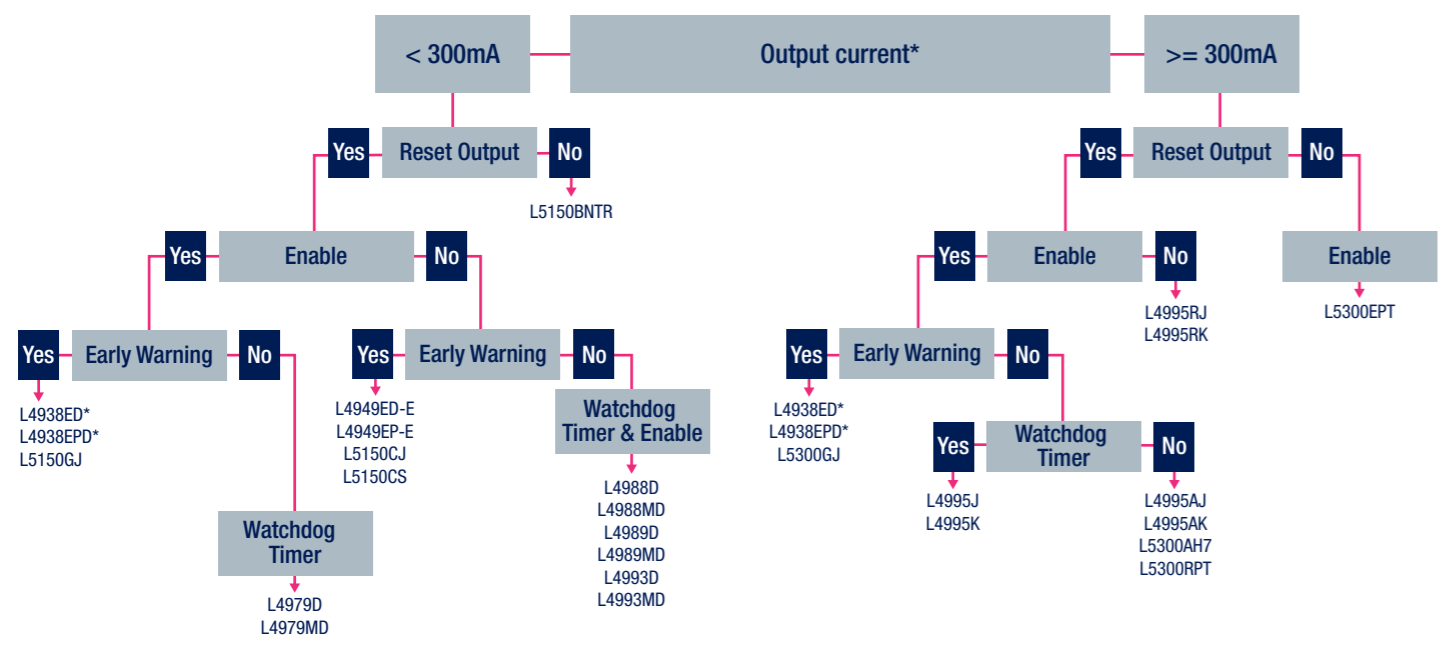 < 300mA
Output current*
>= 300mA
Yes
Reset Output
No
L5150BNTR
Yes
Enable
No
Yes
Early Warning
No
L4938ED*
L4938EPD*
L5150GJ
Watchdog
Timer
L4979D
L4979MD
Yes
Early Warning
No
L4949ED-E
L4949EP-E
L5150CJ
L5150CS
Watchdog
Timer & Enable
L4988D
L4988MD
L4989D
L4989MD
L4993D
L4993MD
Yes
Reset Output
No
Yes
Enable
No
L4995RJ
L4995RK
Enable
L5300EPT
Yes
Early Warning
No
L4938ED*
L4938EPD*
L5300GJ
Yes
Watchdog
Timer
No
L4995J
L4995K
L4995AJ
L4995AK
L5300AH7
L5300RPT